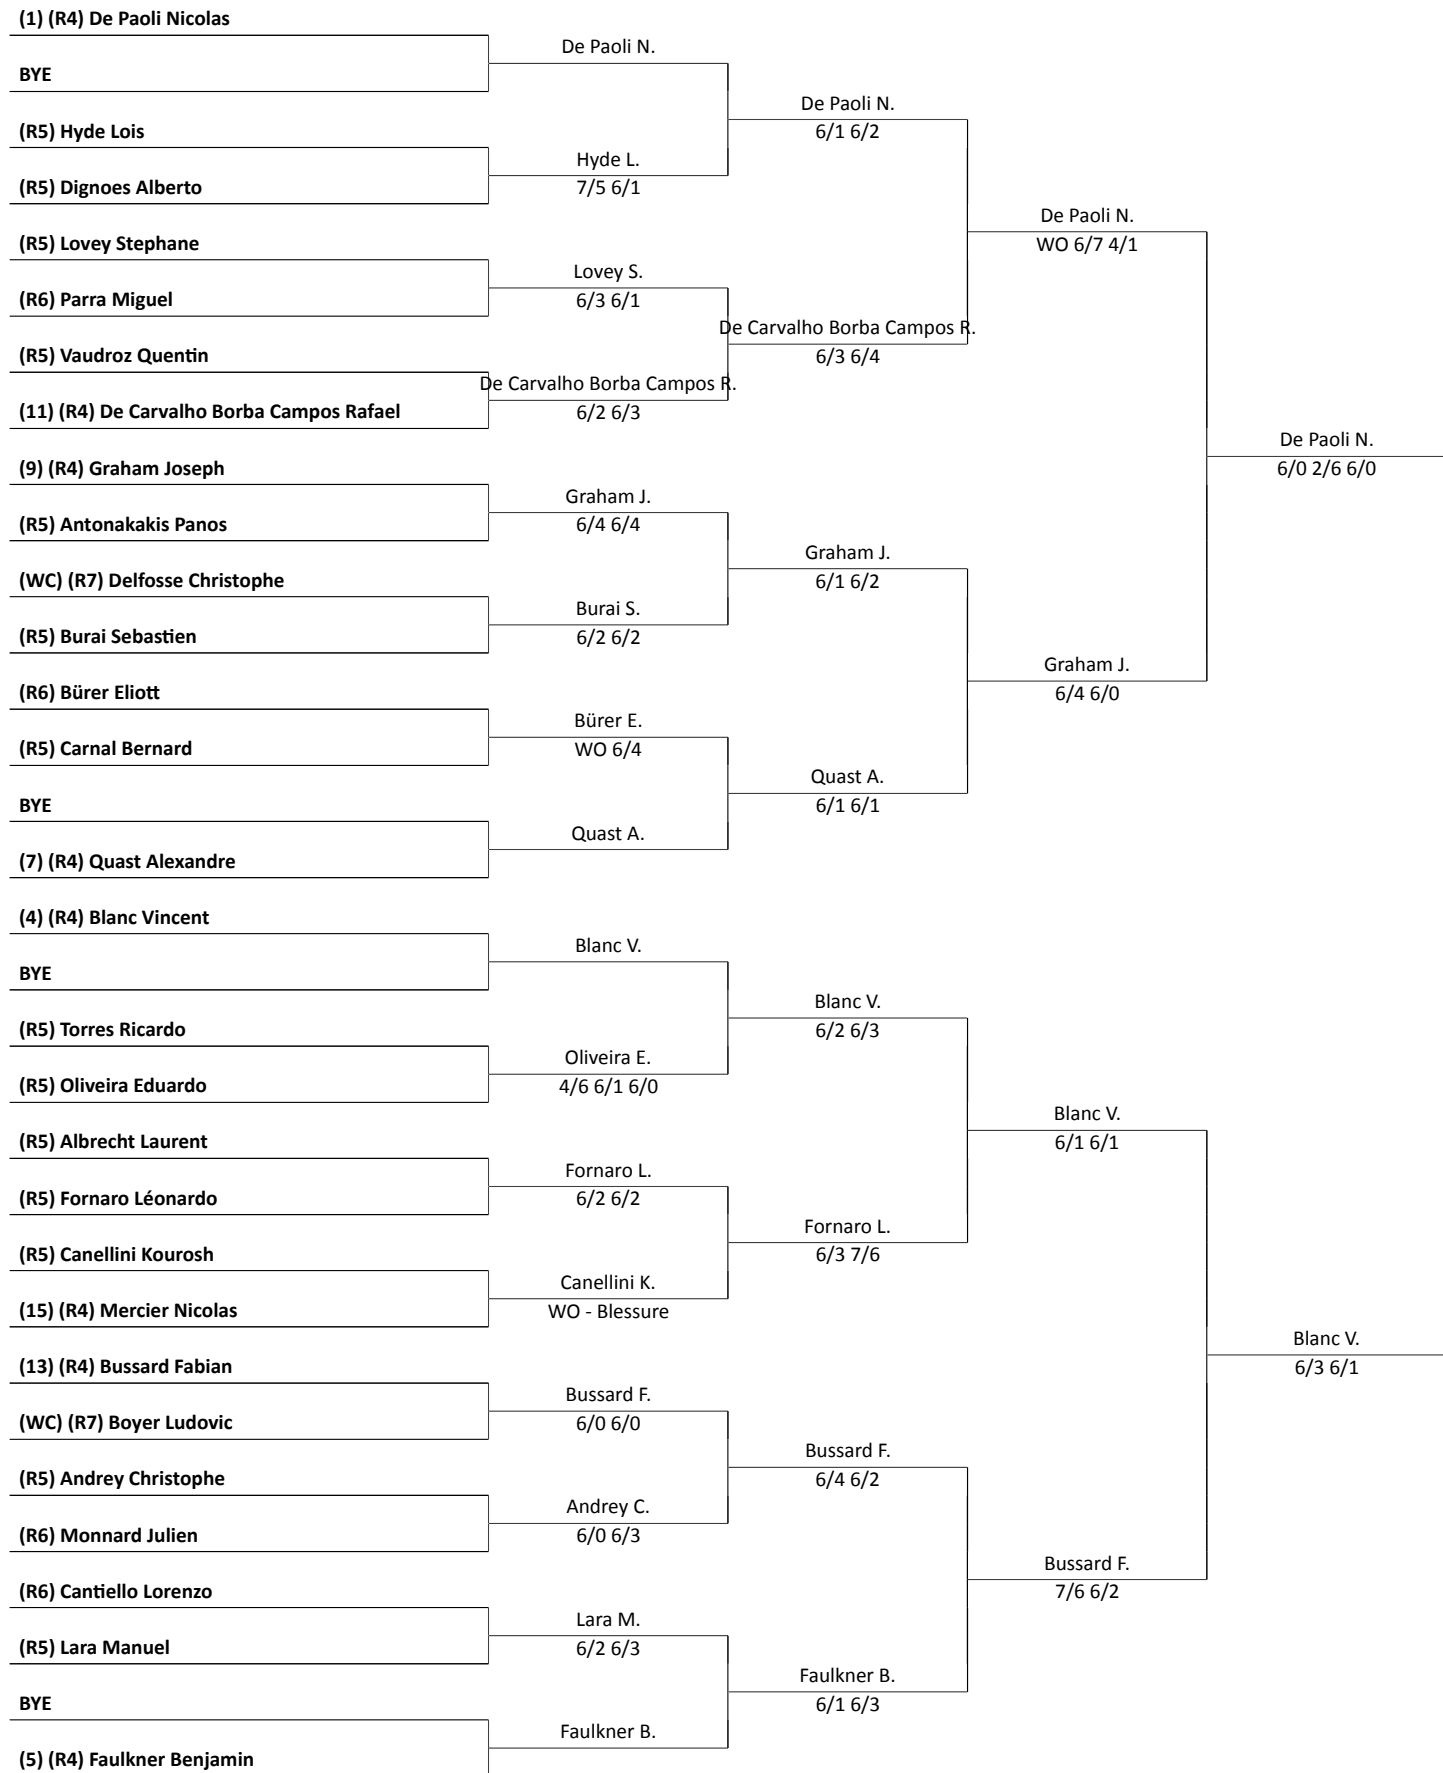 (1) (R4) De Paoli Nicolas
De Paoli N.
BYE
De Paoli N.
6/1 6/2
(R5) Hyde Lois
Hyde L.
7/5 6/1
(R5) Dignoes Alberto
De Paoli N.
WO 6/7 4/1
(R5) Lovey Stephane
Lovey S.
6/3 6/1
(R6) Parra Miguel
De Carvalho Borba Campos R.
6/3 6/4
(R5) Vaudroz Quentin
De Carvalho Borba Campos R.
6/2 6/3
(11) (R4) De Carvalho Borba Campos Rafael
De Paoli N.
6/0 2/6 6/0
(9) (R4) Graham Joseph
Graham J.
6/4 6/4
(R5) Antonakakis Panos
Graham J.
6/1 6/2
(WC) (R7) Delfosse Christophe
Burai S.
6/2 6/2
(R5) Burai Sebastien
Graham J.
6/4 6/0
(R6) Bürer Eliott
Bürer E.
WO 6/4
(R5) Carnal Bernard
Quast A.
6/1 6/1
BYE
Quast A.
(7) (R4) Quast Alexandre
(4) (R4) Blanc Vincent
Blanc V.
BYE
Blanc V.
6/2 6/3
(R5) Torres Ricardo
Oliveira E.
4/6 6/1 6/0
(R5) Oliveira Eduardo
Blanc V.
6/1 6/1
(R5) Albrecht Laurent
Fornaro L.
6/2 6/2
(R5) Fornaro Léonardo
Fornaro L.
6/3 7/6
(R5) Canellini Kourosh
Canellini K.
WO - Blessure
(15) (R4) Mercier Nicolas
Blanc V.
6/3 6/1
(13) (R4) Bussard Fabian
Bussard F.
6/0 6/0
(WC) (R7) Boyer Ludovic
Bussard F.
6/4 6/2
(R5) Andrey Christophe
Andrey C.
6/0 6/3
(R6) Monnard Julien
Bussard F.
7/6 6/2
(R6) Cantiello Lorenzo
Lara M.
6/2 6/3
(R5) Lara Manuel
Faulkner B.
6/1 6/3
BYE
Faulkner B.
(5) (R4) Faulkner Benjamin